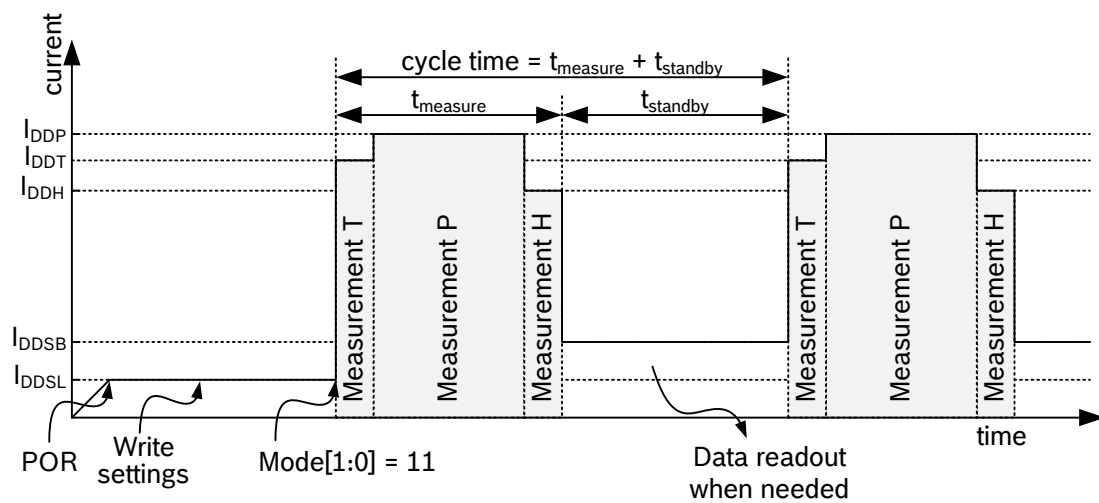 current
cycle time = tmeasure + tstandby
tmeasure
tstandby
IDDP
IDDT
IDDH
IDDSB
IDDSL
Measurement T
Measurement P
Measurement H
Measurement T
Measurement P
Measurement H
time
POR
Write
settings
Mode[1:0] = 11
Data readout
when needed